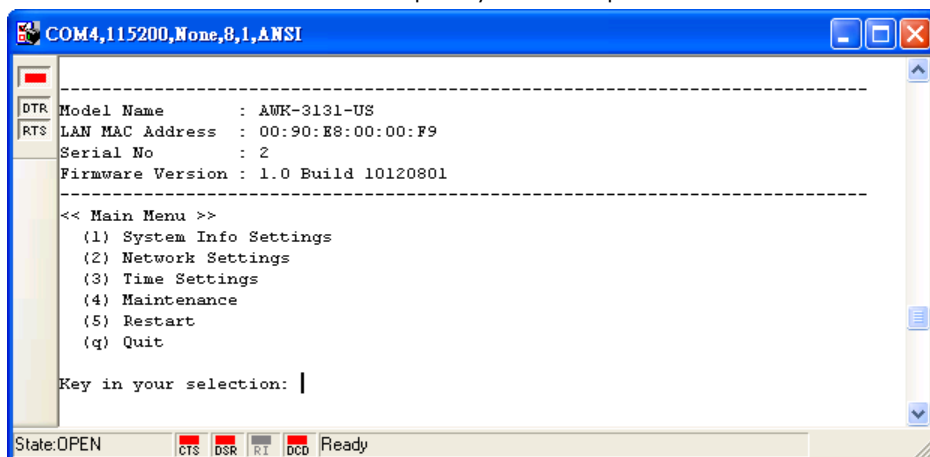 COM4,115200,None,8,1,ANSI
--------------------------------------------------------------------------------
DTR
RTS
Model Name        : AWK-3131-US
LAN MAC Address  : 00:90:E8:00:00:F9
Serial No         : 2
Firmware Version : 1.0 Build 10120801
--------------------------------------------------------------------------------
<< Main Menu >>
(1) System Info Settings
(2) Network Settings
(3) Time Settings
(4) Maintenance
(5) Restart
(q) Quit
Key in your selection:
State:OPEN CTS DSR RI DCD Ready